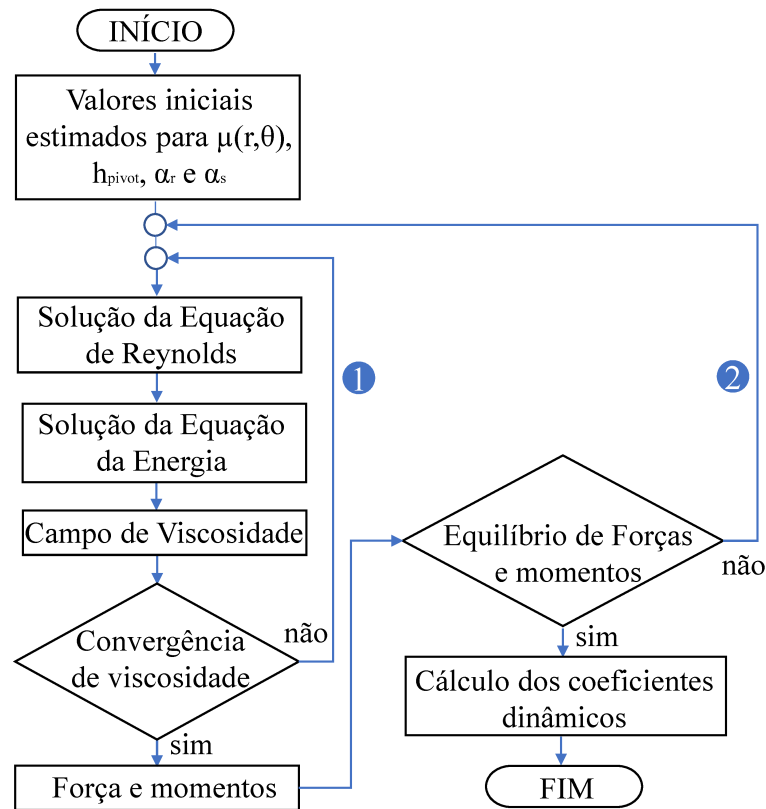 INÍCIO
Valores iniciais
estimados para μ(r,θ),
hpivot, αr e αs
Solução da Equação
de Reynolds
1
2
Solução da Equação
da Energia
Campo de Viscosidade
Convergência
de viscosidade
não
sim
Força e momentos
Equilíbrio de Forças
e momentos
não
sim
Cálculo dos coeficientes
dinâmicos
FIM